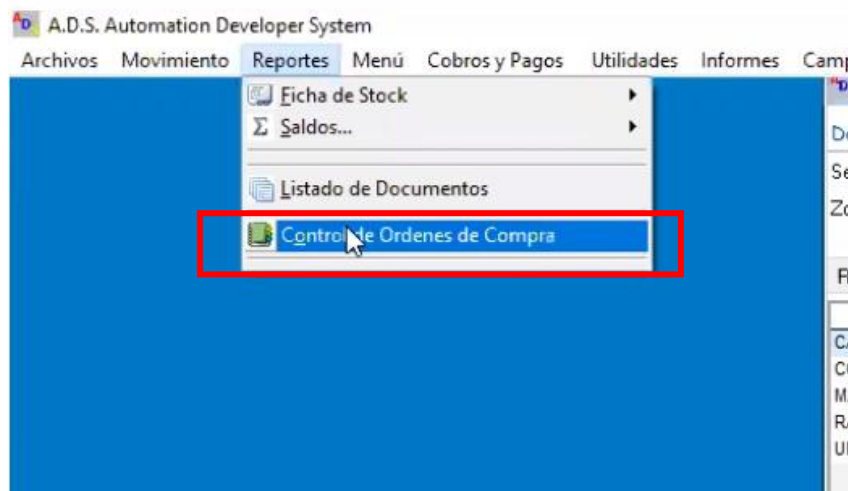 A.D.S. Automation Developer System
Archivos Movimiento Reportes Menú Cobros y Pagos Utilidades Informes
Ficha de Stock
Σ Saldos...
Listado de Documentos
Control de Ordenes de Compra